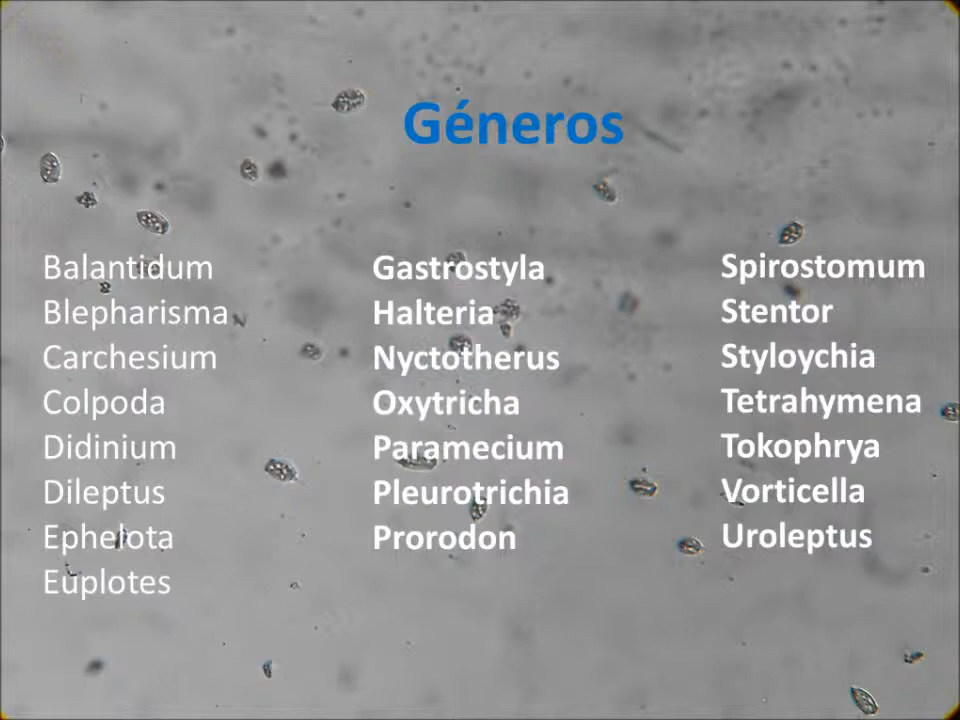 Géneros
Balantidum
Blepharisma
Carchesium
Colpoda
Didinium
Dileptus
Ephelota
Euplotes
Gastrostyla
Halteria
Nyctotherus
Oxytricha
Paramecium
Pleurotrichia
Prorodon
Spirostomum
Stentor
Styloychia
Tetrahymena
Tokophrya
Vorticella
Uroleptus